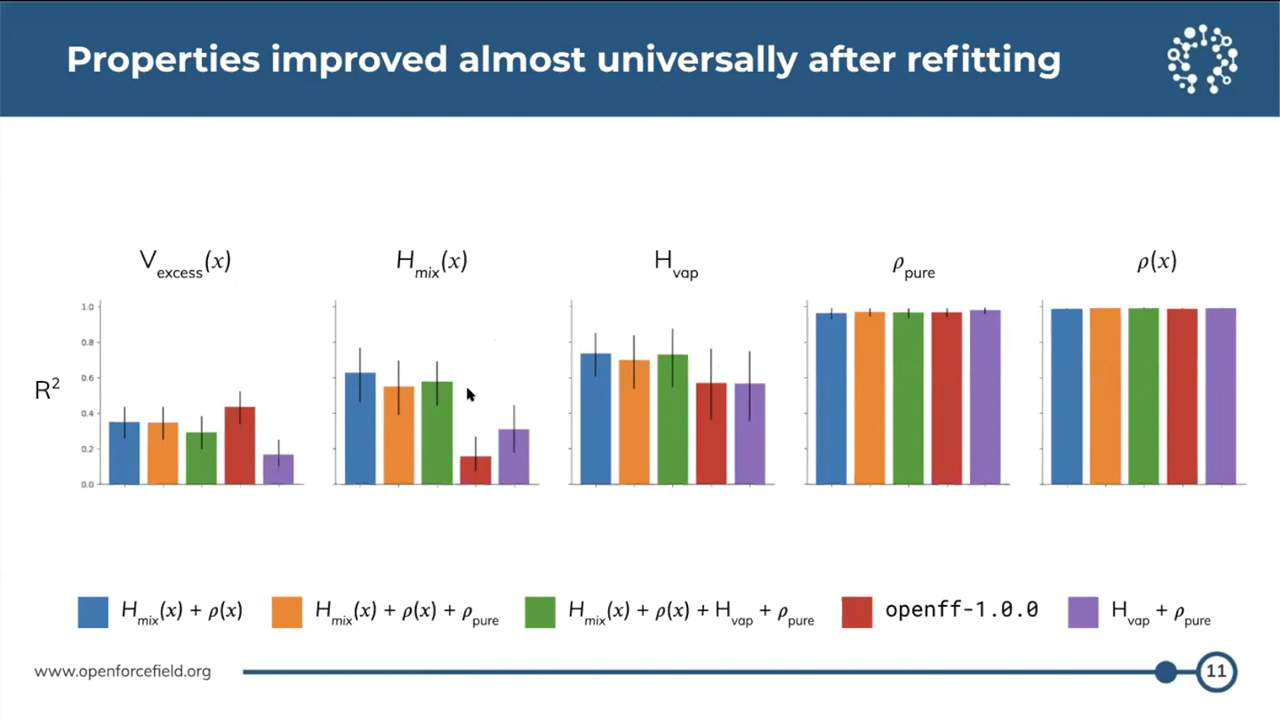 Properties improved almost universally after refitting
V_excess(x) H_mix(x) H_vap ρ_pure ρ(x)
1.0
0.8
0.6
R²
0.4
0.2
0.0
H_mix(x) + ρ(x) H_mix(x) + ρ(x) + ρ_pure H_mix(x) + ρ(x) + H_vap + ρ_pure openff-1.0.0 H_vap + ρ_pure
www.openforcefield.org 11